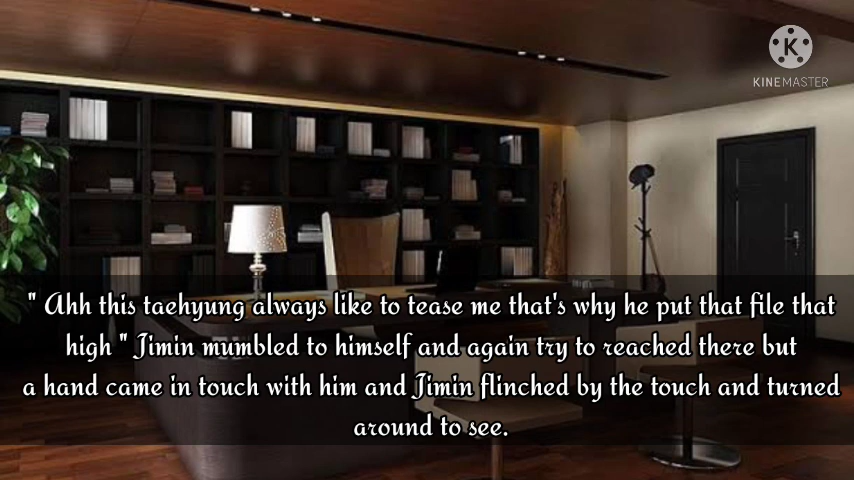 KINEMASTER
" Ahh this taehyung always like to tease me that's why he put that file that
high " Jimin mumbled to himself and again try to reached there but
a hand came in touch with him and Jimin flinched by the touch and turned
around to see.